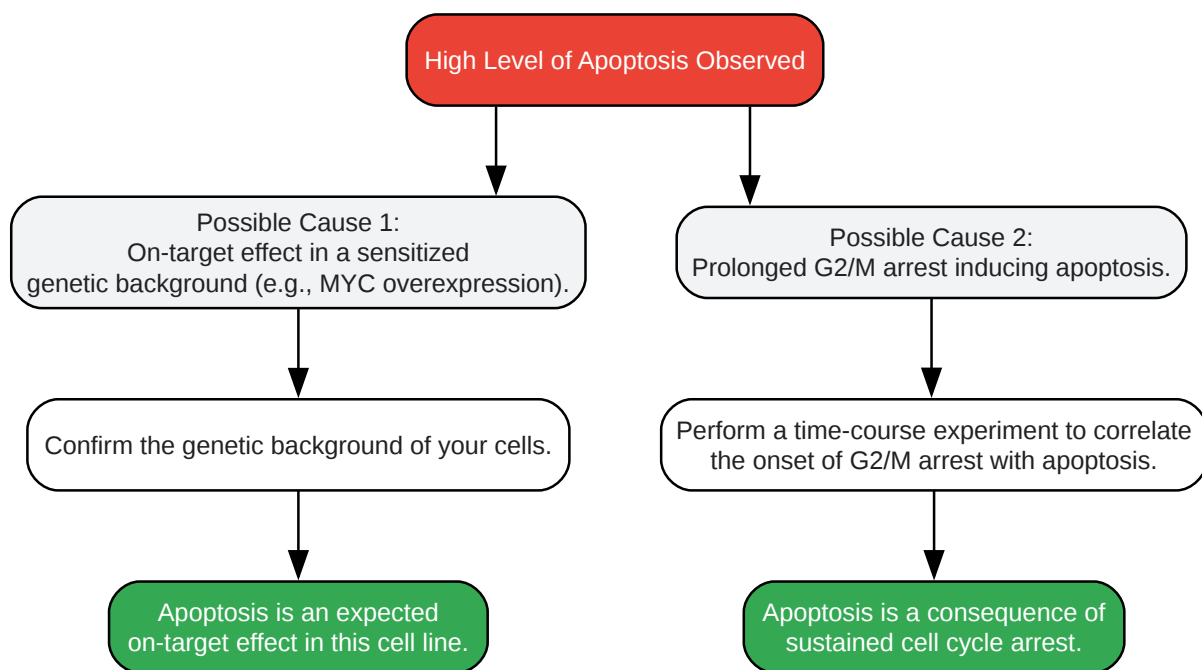 High Level of Apoptosis Observed
Possible Cause 1:
On-target effect in a sensitized
genetic background (e.g., MYC overexpression).
Possible Cause 2:
Prolonged G2/M arrest inducing apoptosis.
Confirm the genetic background of your cells.
Perform a time-course experiment to correlate
the onset of G2/M arrest with apoptosis.
Apoptosis is an expected
on-target effect in this cell line.
Apoptosis is a consequence of
sustained cell cycle arrest.